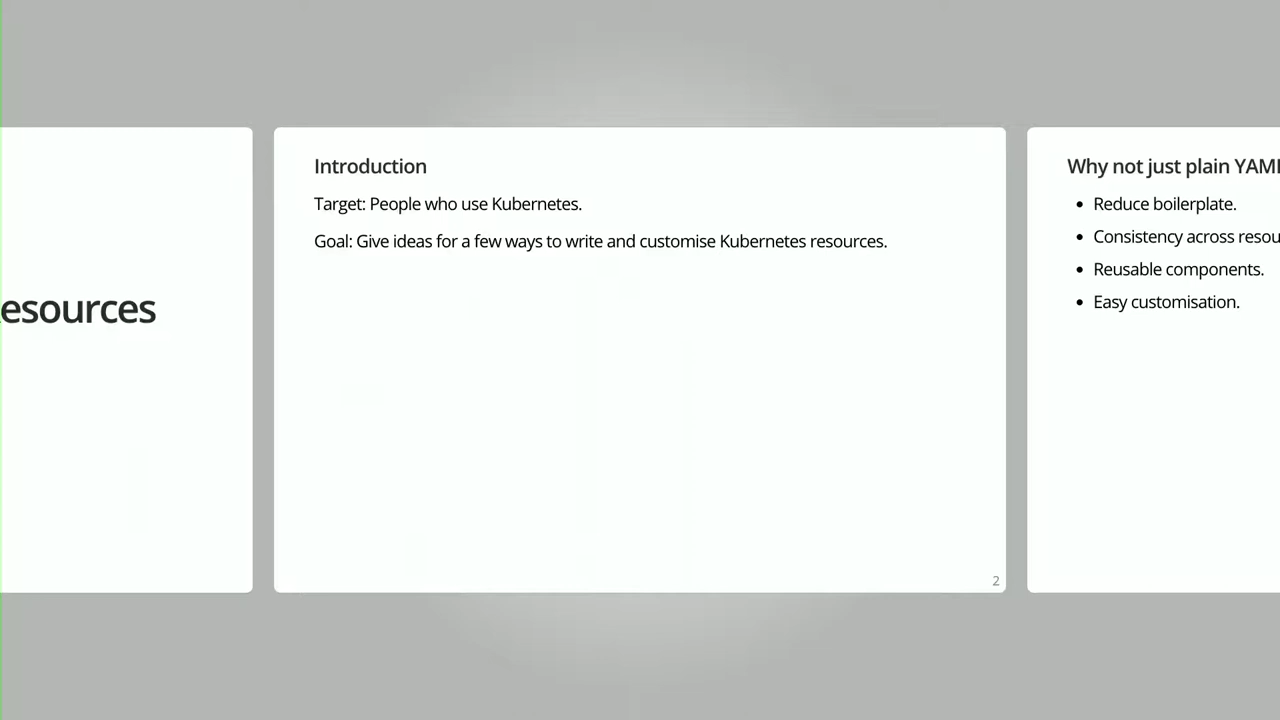 esources
Introduction
Target: People who use Kubernetes.
Goal: Give ideas for a few ways to write and customise Kubernetes resources.
2
Why not just plain YAM
Reduce boilerplate.
Consistency across resou
Reusable components.
Easy customisation.